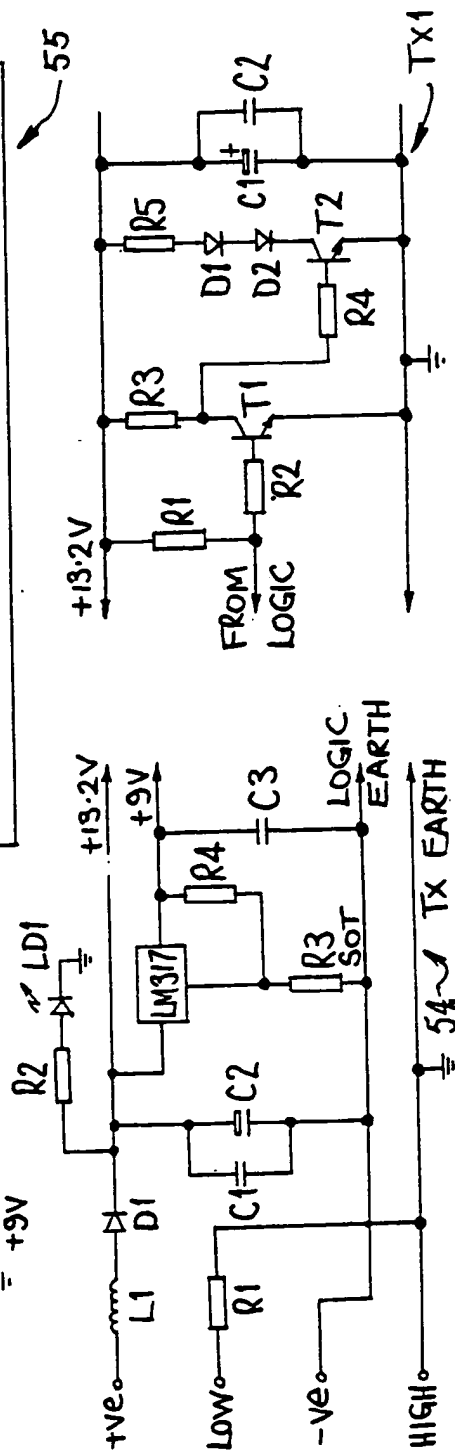 55
+9V
R2
LD1
+13·2V
+ve
L1
D1
LM317
+9V
R4
C1
C2
C3
R3
SOT
LOW
R1
-ve
LOGIC
EARTH
HIGH
54
TX EARTH
+13·2V
R1
R3
R5
D1
D2
C1
+
C2
FROM
LOGIC
R2
T1
R4
T2
TX1